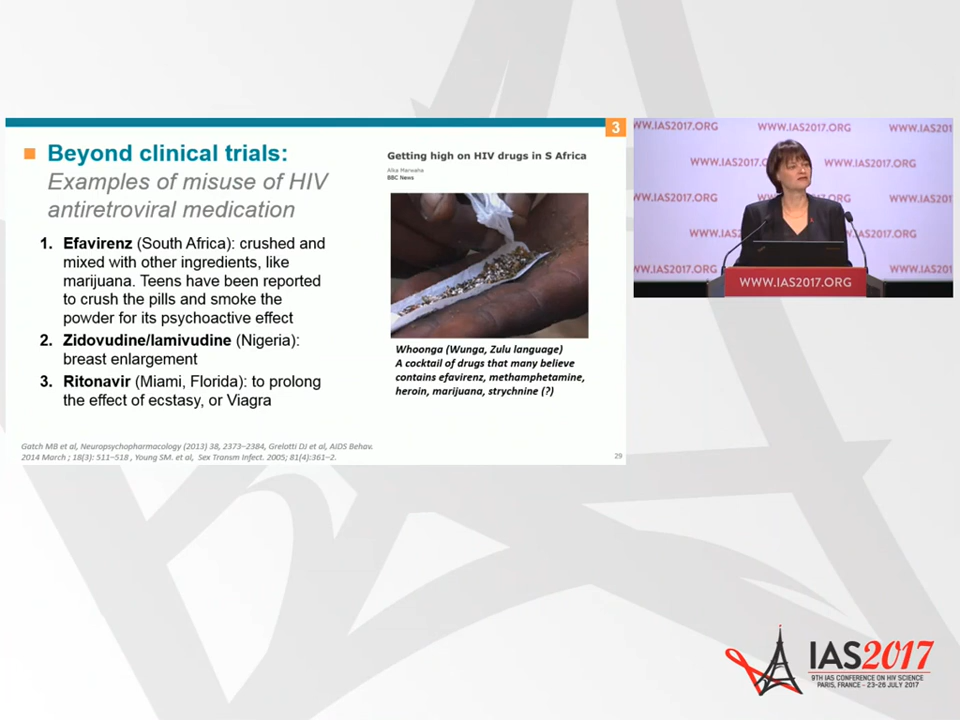 3
Beyond clinical trials:
Examples of misuse of HIV
antiretroviral medication
1. Efavirenz (South Africa): crushed and
mixed with other ingredients, like
marijuana. Teens have been reported
to crush the pills and smoke the
powder for its psychoactive effect
2. Zidovudine/lamivudine (Nigeria):
breast enlargement
3. Ritonavir (Miami, Florida): to prolong
the effect of ecstasy, or Viagra
Getting high on HIV drugs in S Africa
Alka Marwaha
BBC News
Whoonga (Wunga, Zulu language)
A cocktail of drugs that many believe
contains efavirenz, methamphetamine,
heroin, marijuana, strychnine (?)
Gatch MB et al, Neuropsychopharmacology (2013) 38, 2373–2384, Grelotti DJ et al, AIDS Behav.
2014 March ; 18(3): 511–518 , Young SM. et al, Sex Transm Infect. 2005; 81(4):361–2.
29
WWW.IAS2017.ORG WWW.IAS2017.ORG WWW.IAS201
WWW.IAS2017.ORG WWW.IAS2017.ORG
WWW.IAS2017.ORG WWW.IAS2017.ORG WWW.IAS201
WWW.IAS WWW.IAS2017.ORG
WWW.IAS2017.ORG WWW.IAS201
WWW.IAS2017.ORG
IAS2017
9TH IAS CONFERENCE ON HIV SCIENCE
PARIS, FRANCE - 23-26 JULY 2017